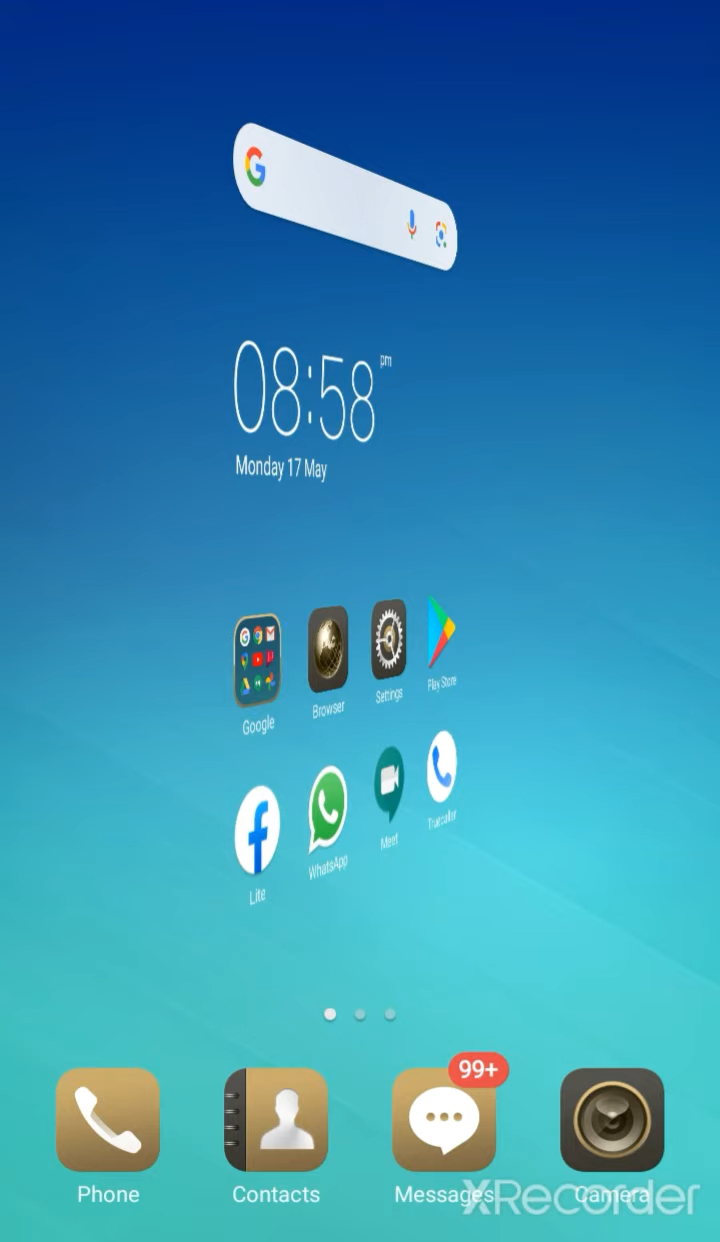 G
08:58 pm
Monday 17 May
Google
Browser
Settings
Play Store
Lite
WhatsApp
Meet
Truecaller
99+
Phone
Contacts
Messages
Camera
XRecorder